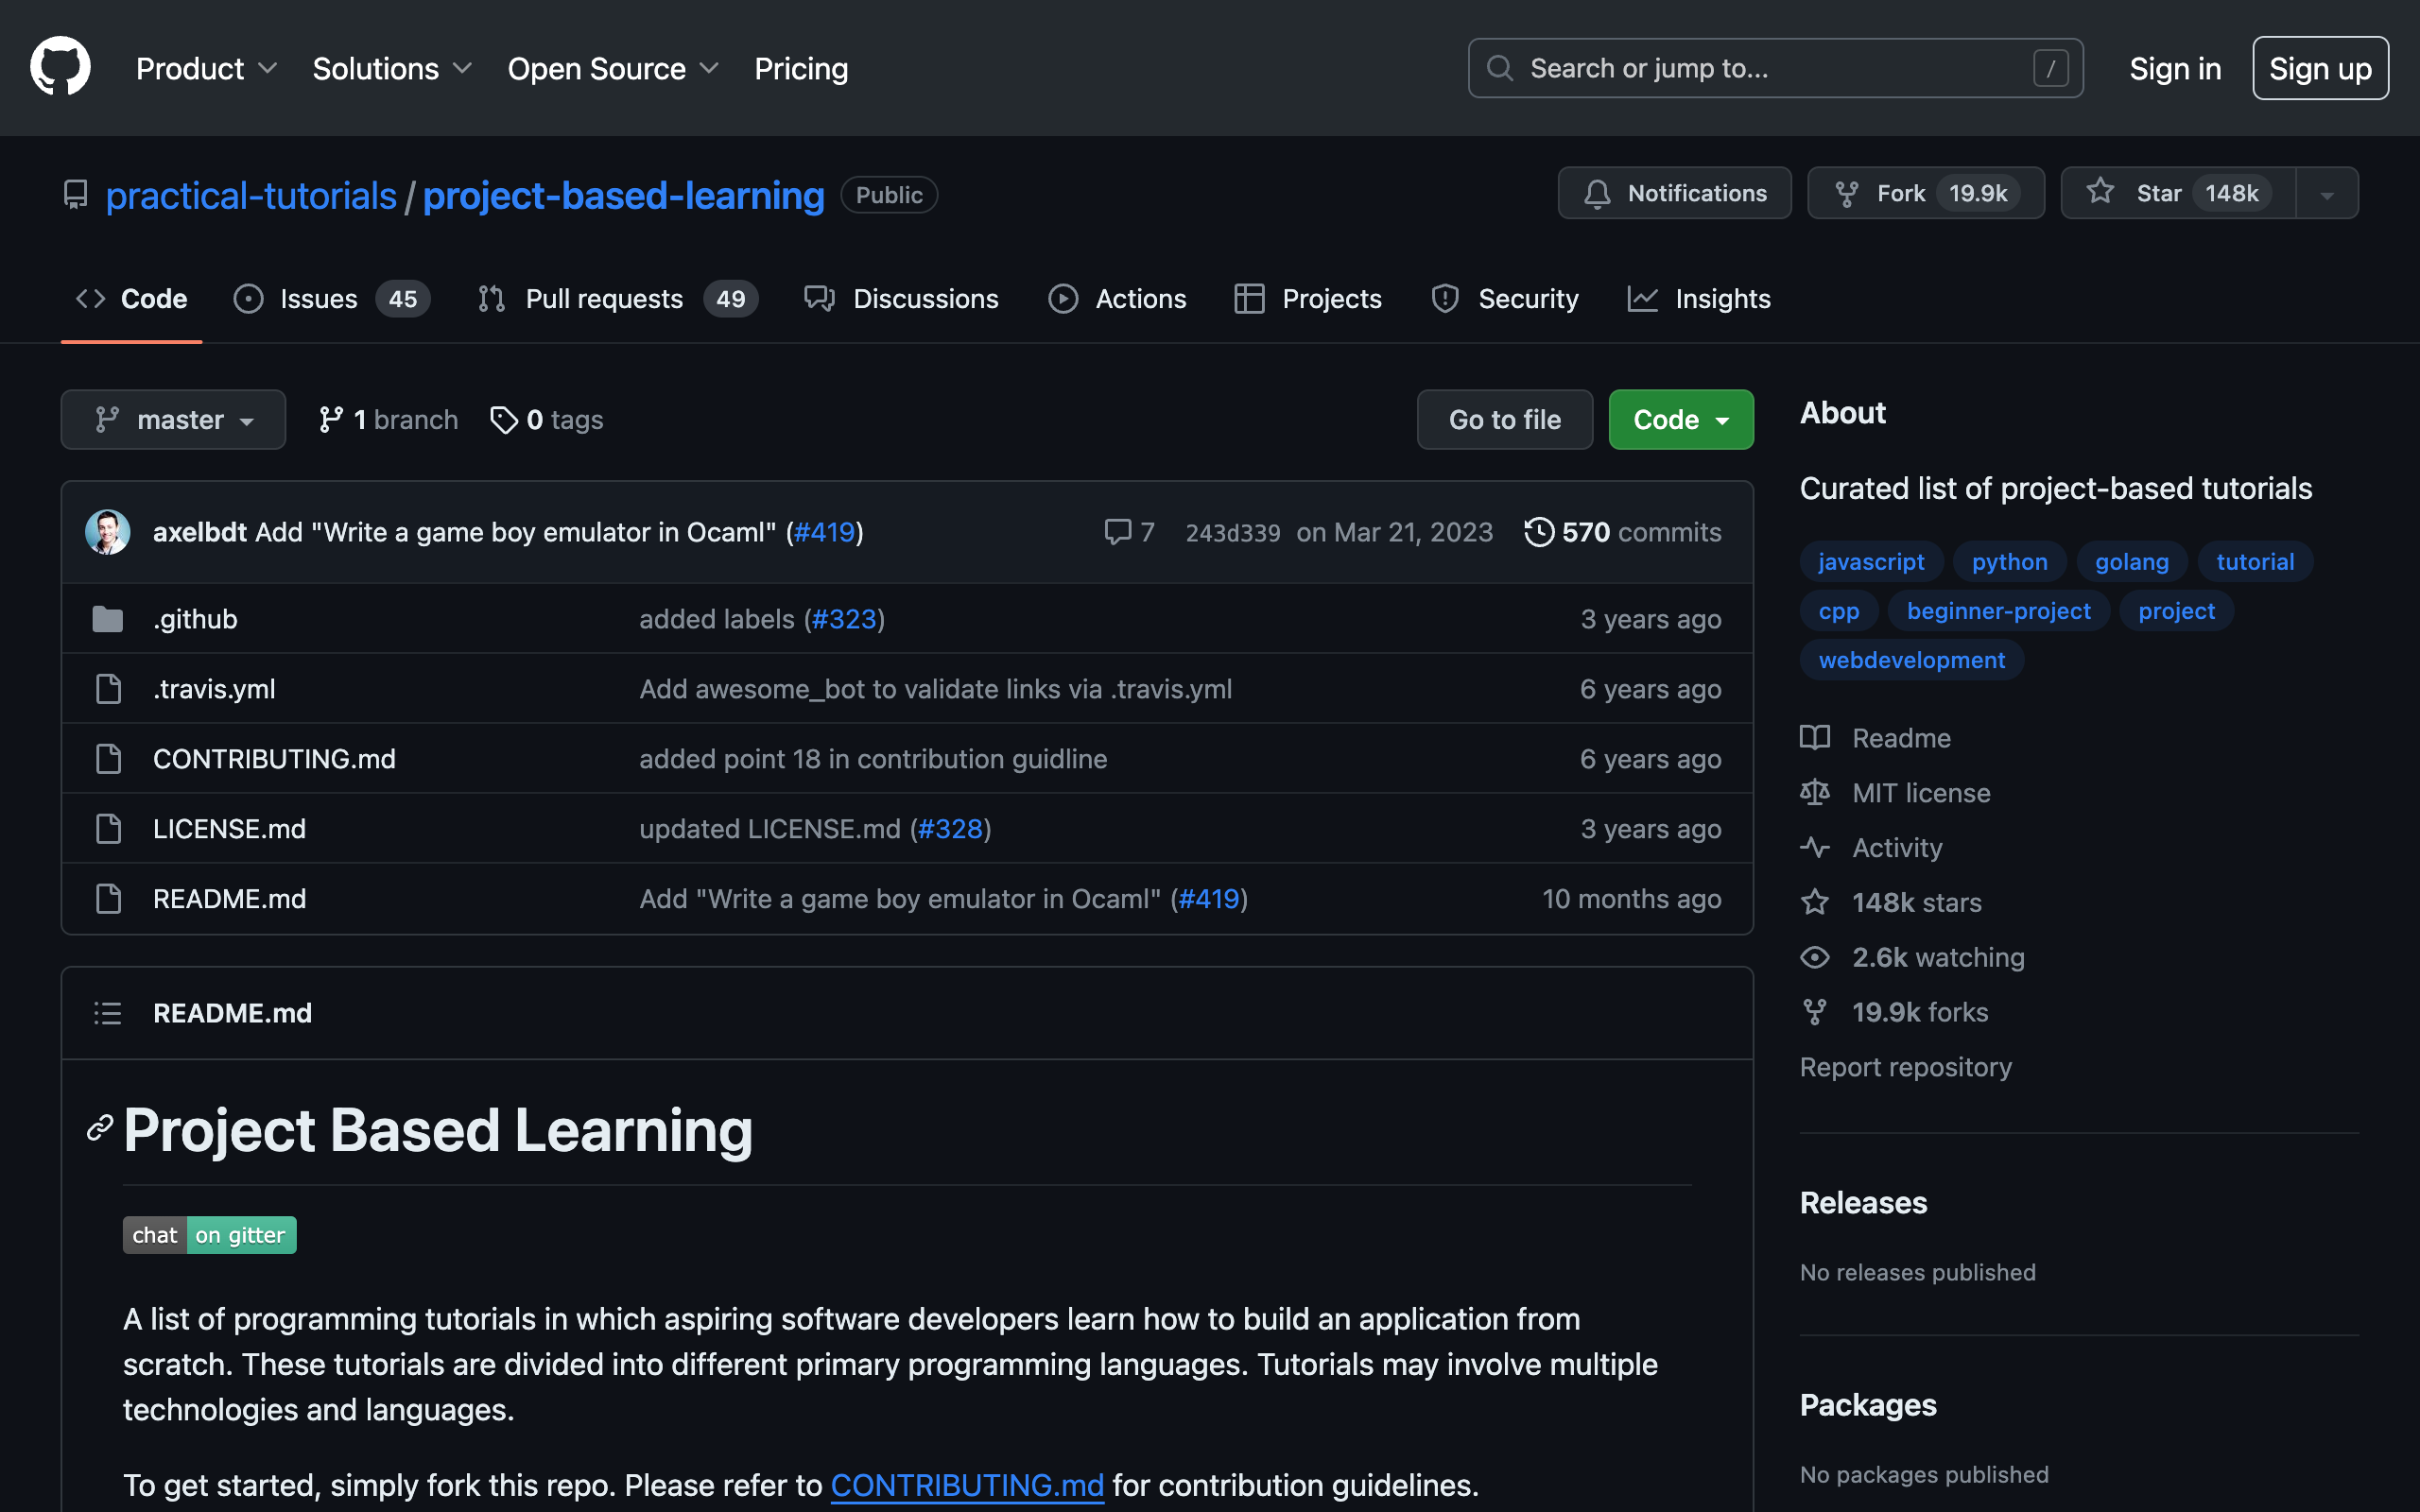 Product Solutions Open Source Pricing Search or jump to... / Sign in Sign up
practical-tutorials / project-based-learning Public Notifications Fork 19.9k Star 148k
Code Issues 45 Pull requests 49 Discussions Actions Projects Security Insights
master 1 branch 0 tags Go to file Code
axelbdt Add "Write a game boy emulator in Ocaml" (#419) 7 243d339 on Mar 21, 2023 570 commits
.github added labels (#323) 3 years ago
.travis.yml Add awesome_bot to validate links via .travis.yml 6 years ago
CONTRIBUTING.md added point 18 in contribution guidline 6 years ago
LICENSE.md updated LICENSE.md (#328) 3 years ago
README.md Add "Write a game boy emulator in Ocaml" (#419) 10 months ago
README.md
Project Based Learning
chat on gitter
A list of programming tutorials in which aspiring software developers learn how to build an application from
scratch. These tutorials are divided into different primary programming languages. Tutorials may involve multiple
technologies and languages.
To get started, simply fork this repo. Please refer to CONTRIBUTING.md for contribution guidelines.
About
Curated list of project-based tutorials
javascript python golang tutorial
cpp beginner-project project
webdevelopment
Readme
MIT license
Activity
148k stars
2.6k watching
19.9k forks
Report repository
Releases
No releases published
Packages
No packages published